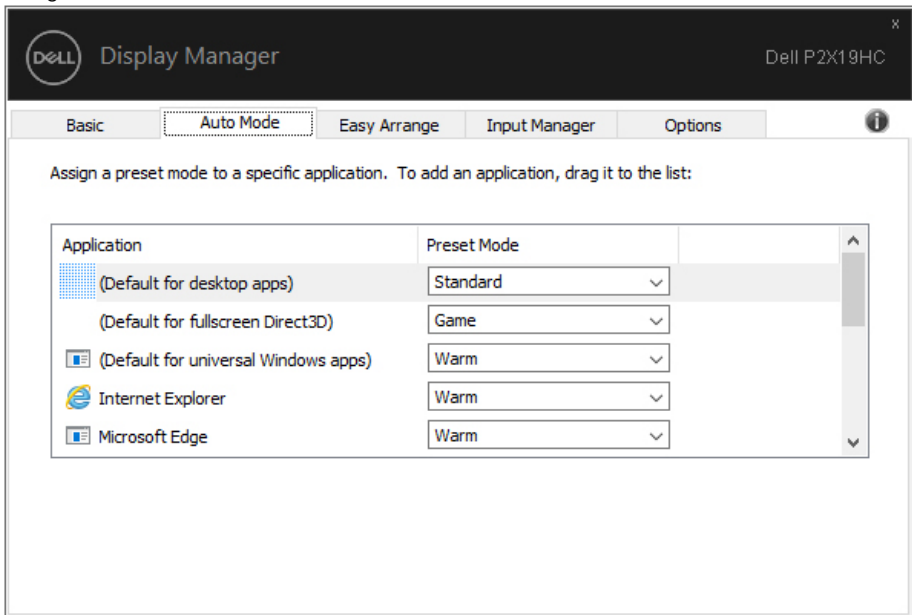 x
DELL Display Manager Dell P2X19HC
Basic Auto Mode Easy Arrange Input Manager Options
Assign a preset mode to a specific application. To add an application, drag it to the list:
Application Preset Mode
(Default for desktop apps) Standard
(Default for fullscreen Direct3D) Game
(Default for universal Windows apps) Warm
Internet Explorer Warm
Microsoft Edge Warm